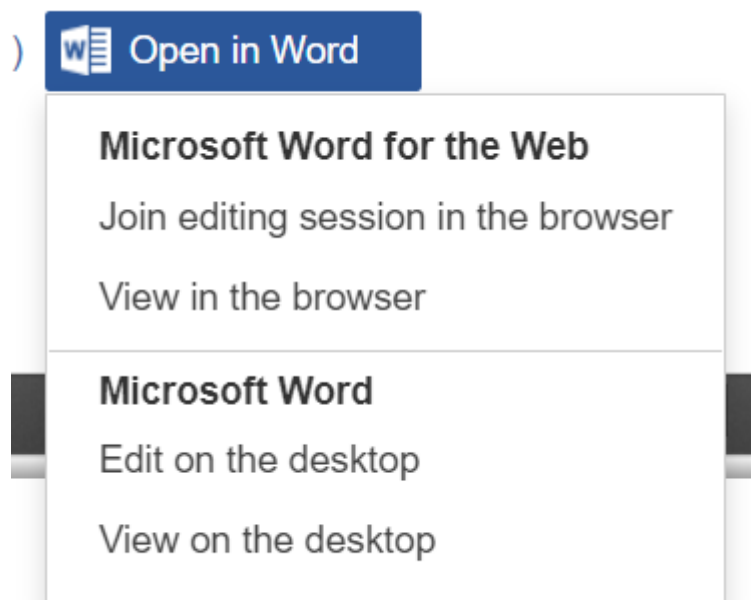 ) Open in Word
Microsoft Word for the Web
Join editing session in the browser
View in the browser
Microsoft Word
Edit on the desktop
View on the desktop